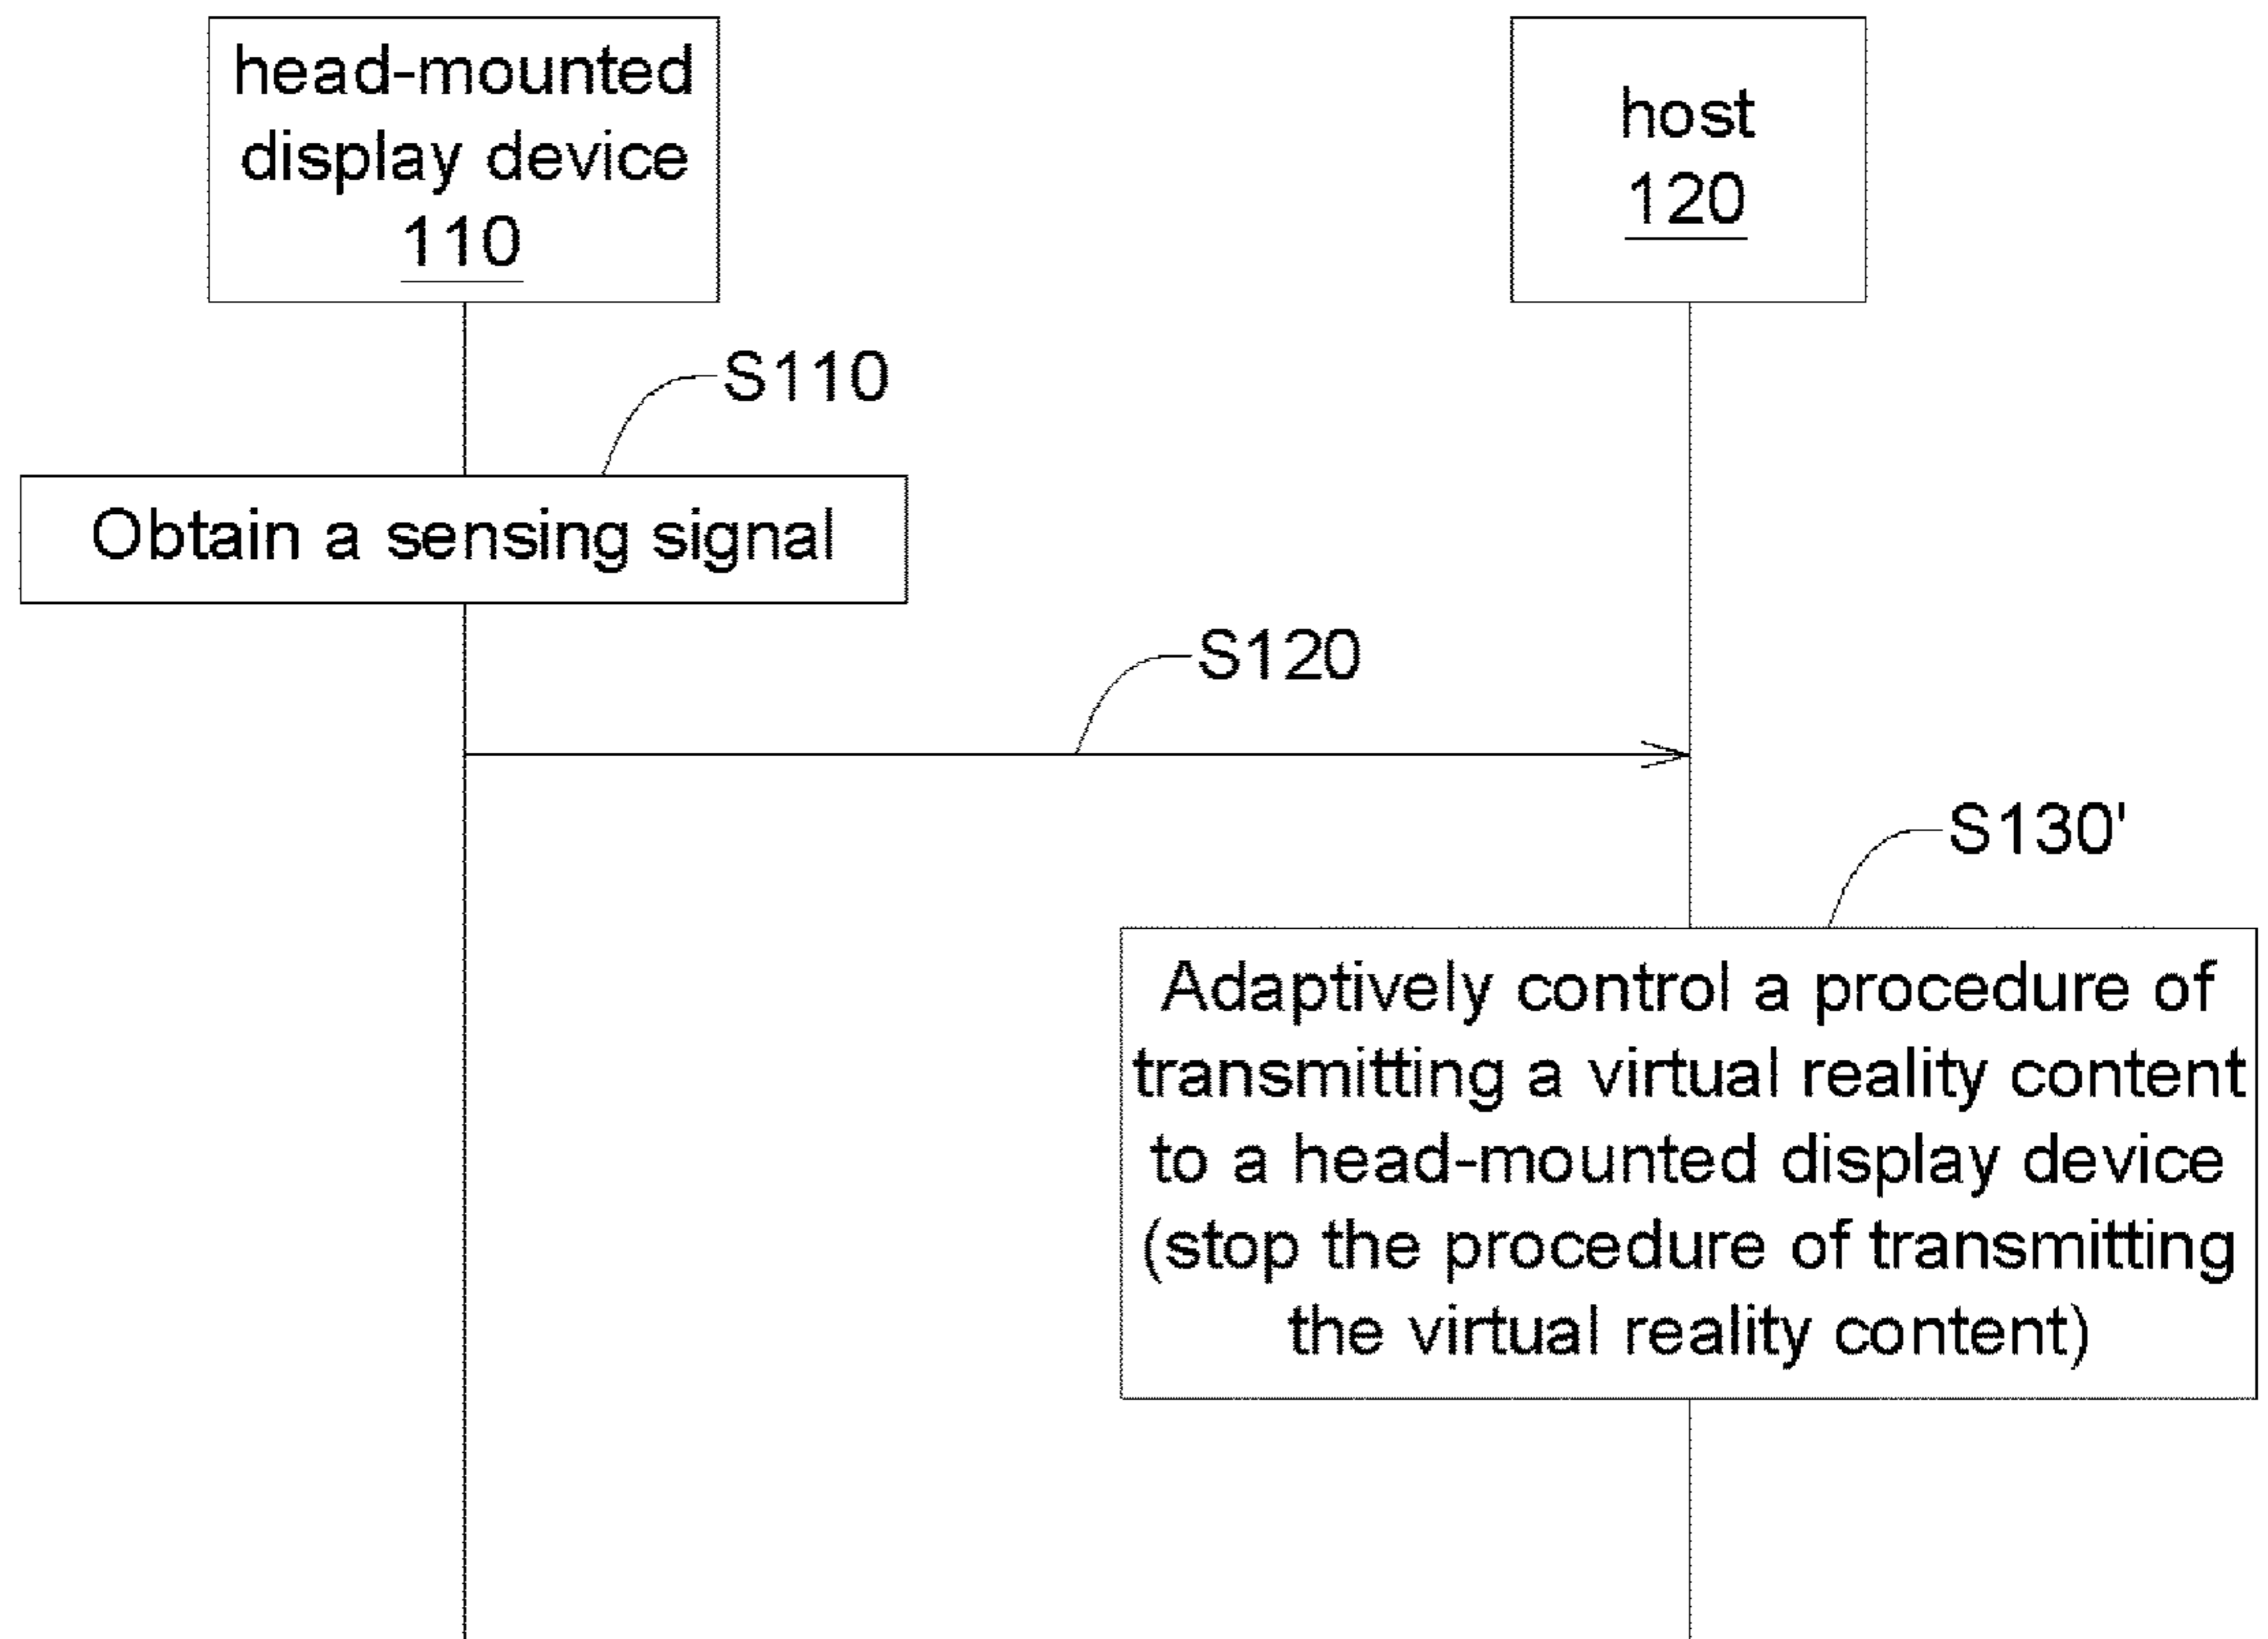 head-mounted
display device
110
host
120
S110
Obtain a sensing signal
S120
S130'
Adaptively control a procedure of
transmitting a virtual reality content
to a head-mounted display device
(stop the procedure of transmitting
the virtual reality content)